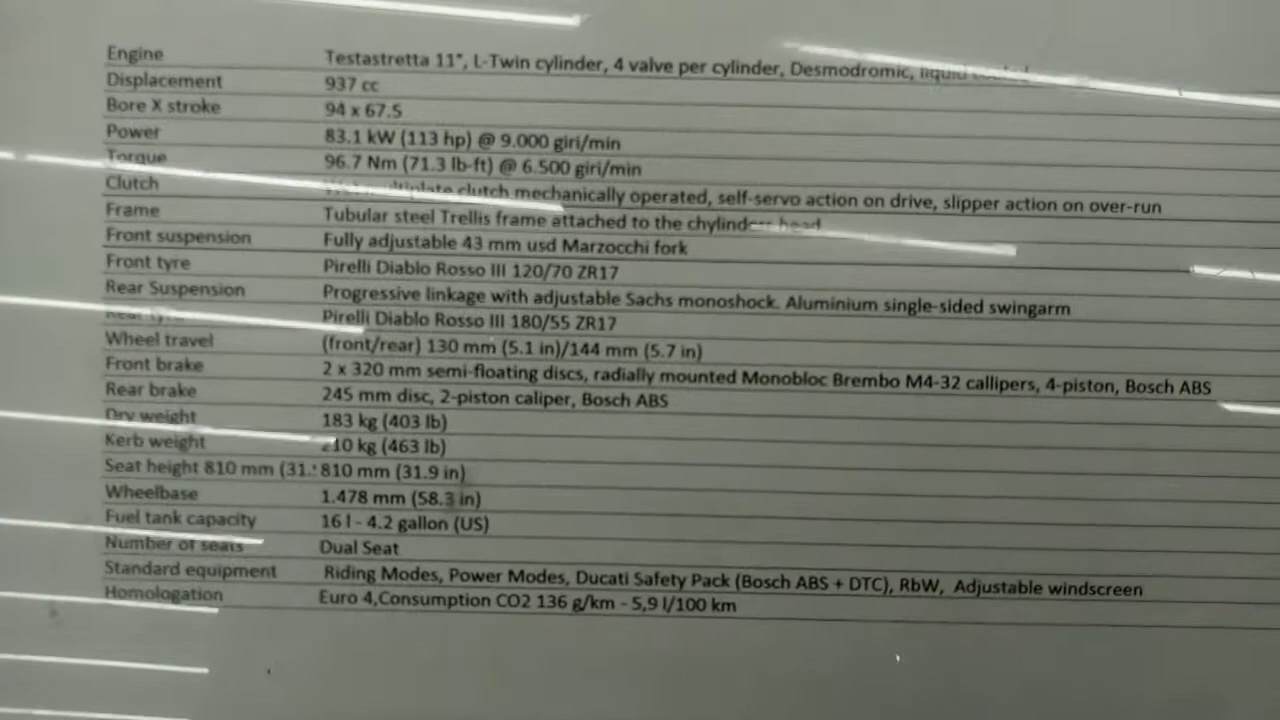 Engine Testastretta 11°, L-Twin cylinder, 4 valve per cylinder, Desmodromic, liquid cooled
Displacement 937 cc
Bore X stroke 94 x 67.5
Power 83.1 kW (113 hp) @ 9.000 giri/min
Torque 96.7 Nm (71.3 lb-ft) @ 6.500 giri/min
Clutch multiplate clutch mechanically operated, self-servo action on drive, slipper action on over-run
Frame Tubular steel Trellis frame attached to the chylinders head
Front suspension Fully adjustable 43 mm usd Marzocchi fork
Front tyre Pirelli Diablo Rosso III 120/70 ZR17
Rear Suspension Progressive linkage with adjustable Sachs monoshock. Aluminium single-sided swingarm
Rear tyre Pirelli Diablo Rosso III 180/55 ZR17
Wheel travel (front/rear) 130 mm (5.1 in)/144 mm (5.7 in)
Front brake 2 x 320 mm semi-floating discs, radially mounted Monobloc Brembo M4-32 callipers, 4-piston, Bosch ABS
Rear brake 245 mm disc, 2-piston caliper, Bosch ABS
Dry weight 183 kg (403 lb)
Kerb weight 210 kg (463 lb)
Seat height 810 mm (31. 810 mm (31.9 in)
Wheelbase 1.478 mm (58.3 in)
Fuel tank capacity 16 l - 4.2 gallon (US)
Number of seats Dual Seat
Standard equipment Riding Modes, Power Modes, Ducati Safety Pack (Bosch ABS + DTC), RbW, Adjustable windscreen
Homologation Euro 4,Consumption CO2 136 g/km - 5,9 l/100 km